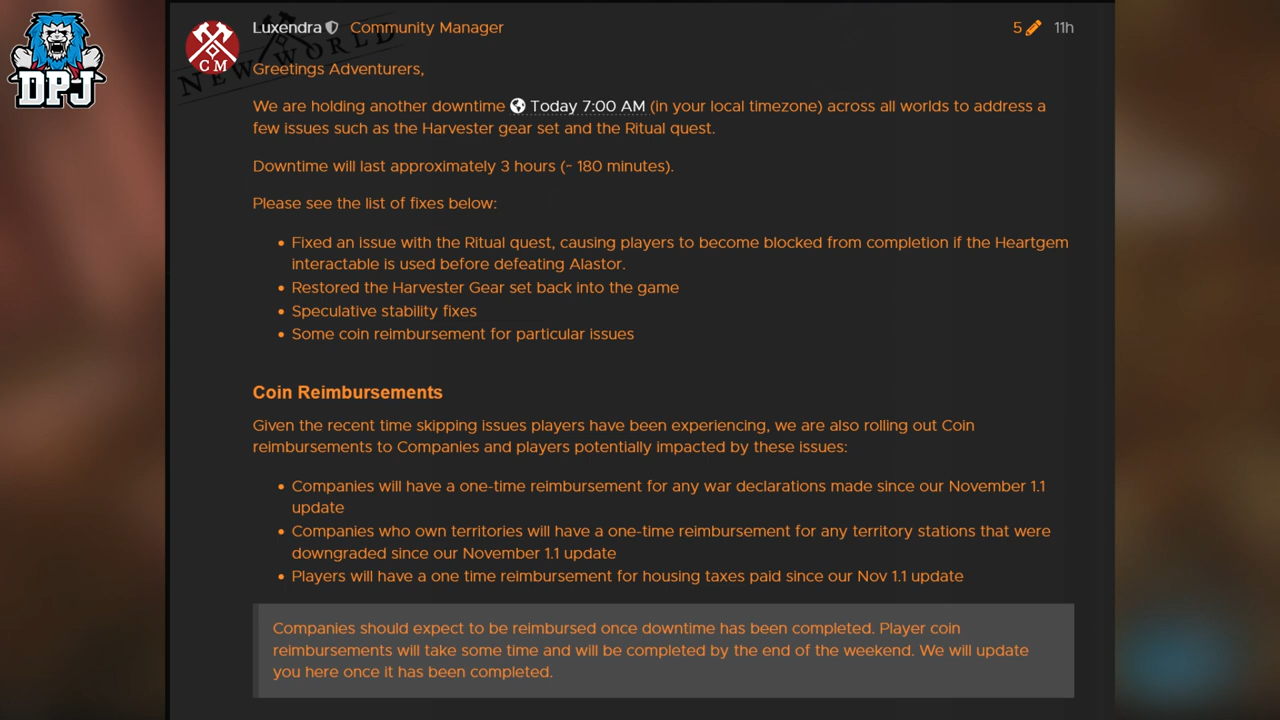 DPJ
CM
NEW WORLD
Luxendra Community Manager 5 11h
Greetings Adventurers,
We are holding another downtime Today 7:00 AM (in your local timezone) across all worlds to address a
few issues such as the Harvester gear set and the Ritual quest.
Downtime will last approximately 3 hours (~ 180 minutes).
Please see the list of fixes below:
• Fixed an issue with the Ritual quest, causing players to become blocked from completion if the Heartgem
interactable is used before defeating Alastor.
• Restored the Harvester Gear set back into the game
• Speculative stability fixes
• Some coin reimbursement for particular issues
Coin Reimbursements
Given the recent time skipping issues players have been experiencing, we are also rolling out Coin
reimbursements to Companies and players potentially impacted by these issues:
• Companies will have a one-time reimbursement for any war declarations made since our November 1.1
update
• Companies who own territories will have a one-time reimbursement for any territory stations that were
downgraded since our November 1.1 update
• Players will have a one time reimbursement for housing taxes paid since our Nov 1.1 update
Companies should expect to be reimbursed once downtime has been completed. Player coin
reimbursements will take some time and will be completed by the end of the weekend. We will update
you here once it has been completed.